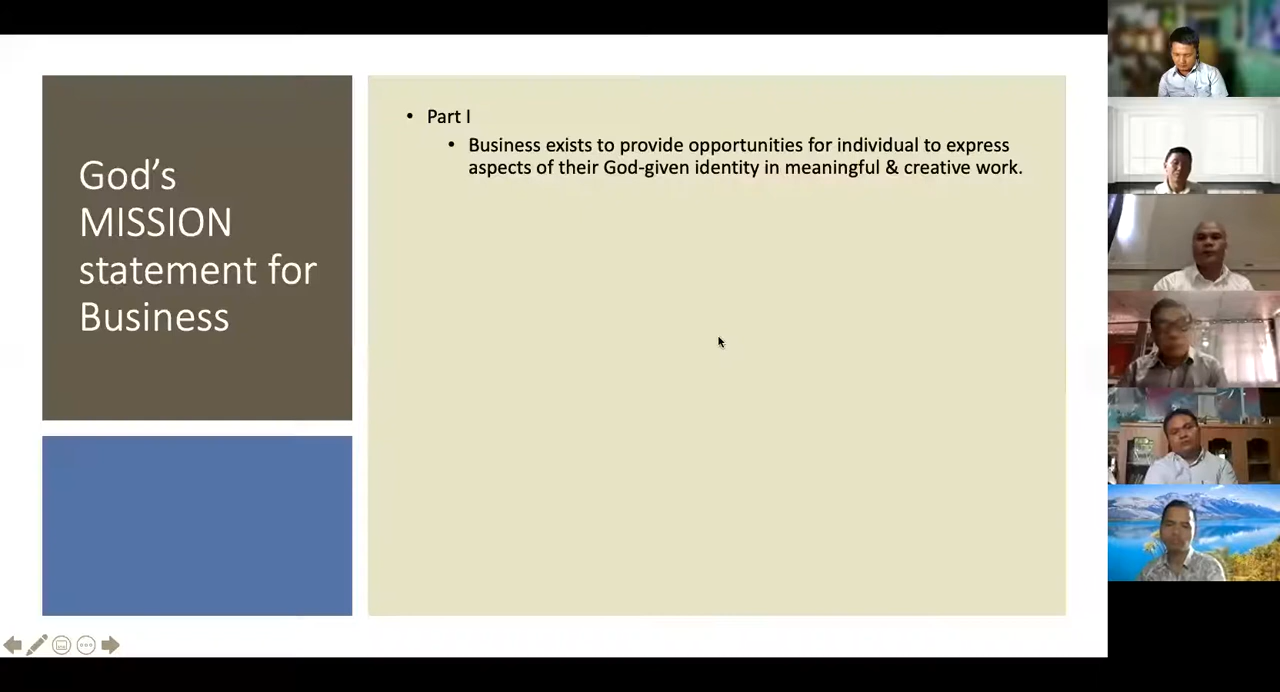 God's
MISSION
statement for
Business
• Part I
• Business exists to provide opportunities for individual to express
aspects of their God-given identity in meaningful & creative work.